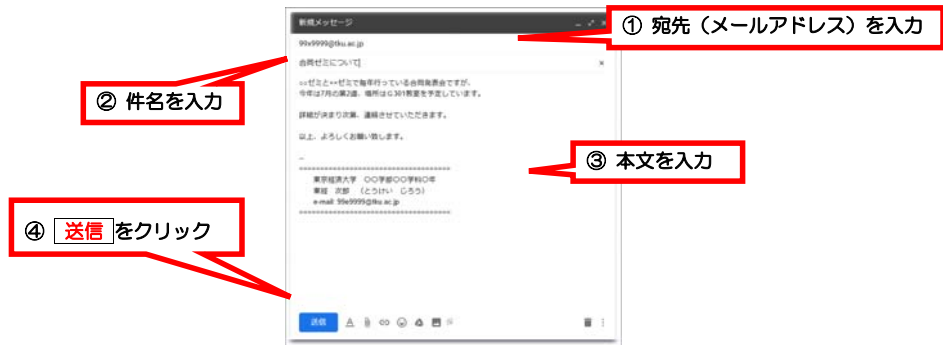 新規メッセージ
① 宛先（メールアドレス）を入力
99x9999@tku.ac.jp
合同ゼミについて
② 件名を入力
○○ゼミと××ゼミで毎年行っている合同発表会ですが、
今年は7月の第2週、場所はG301教室を予定しています。
詳細が決まり次第、連絡させていただきます。
以上、よろしくお願い致します。
③ 本文を入力
--
====================================
東京経済大学　〇〇学部〇〇学科〇年
東経　次郎　（とうけい　じろう）
e-mail: 99x9999@tku.ac.jp
====================================
④ 送信 をクリック
送信